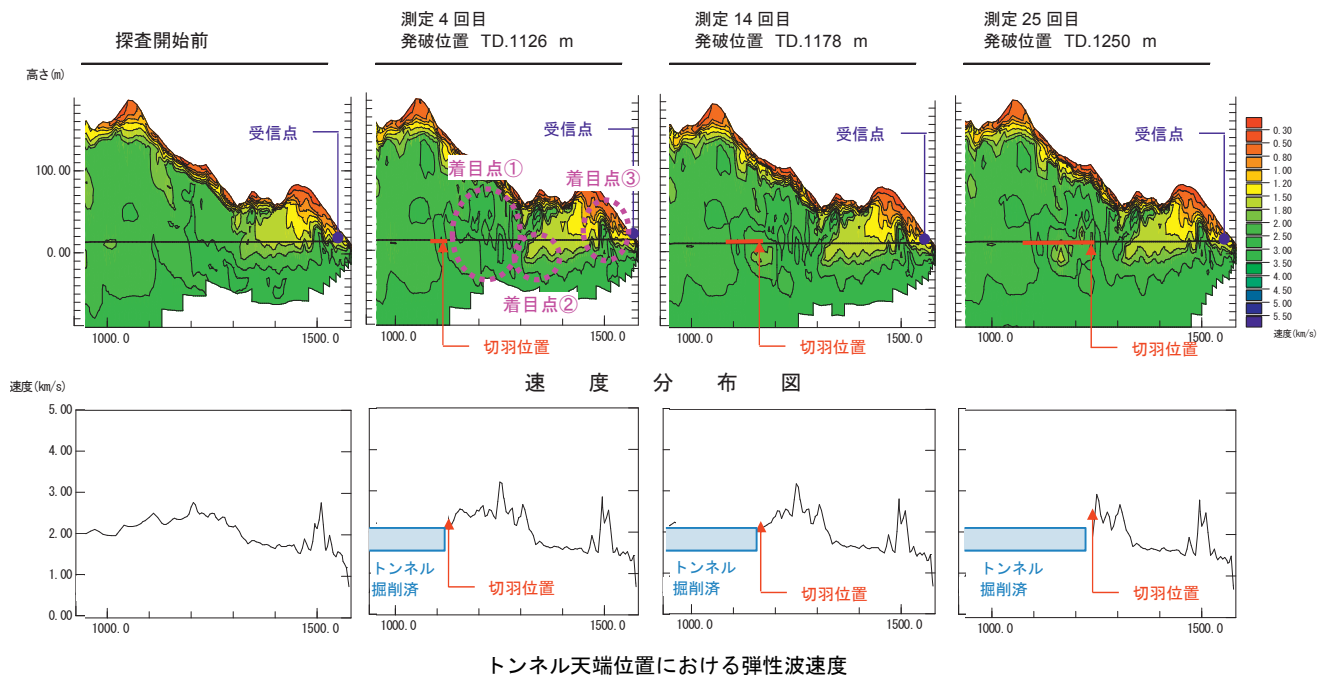 探査開始前
測定 4 回目
発破位置 TD.1126 m
測定 14 回目
発破位置 TD.1178 m
測定 25 回目
発破位置 TD.1250 m
高さ(m)
100.00
0.00
受信点
1000.0 1500.0
着目点①
着目点③
着目点②
受信点
1000.0 1500.0
切羽位置
受信点
1000.0 1500.0
切羽位置
受信点
1000.0 1500.0
切羽位置
0.30
0.50
0.80
1.00
1.20
1.50
1.80
2.00
2.50
3.00
3.50
4.00
4.50
5.00
5.50
速度(km/s)
速度分布図
速度(km/s)
5.00
4.00
3.00
2.00
1.00
0.00
1000.0 1500.0
トンネル
掘削済
切羽位置
1000.0 1500.0
トンネル
掘削済
切羽位置
1000.0 1500.0
トンネル
掘削済
切羽位置
1000.0 1500.0
トンネル天端位置における弾性波速度